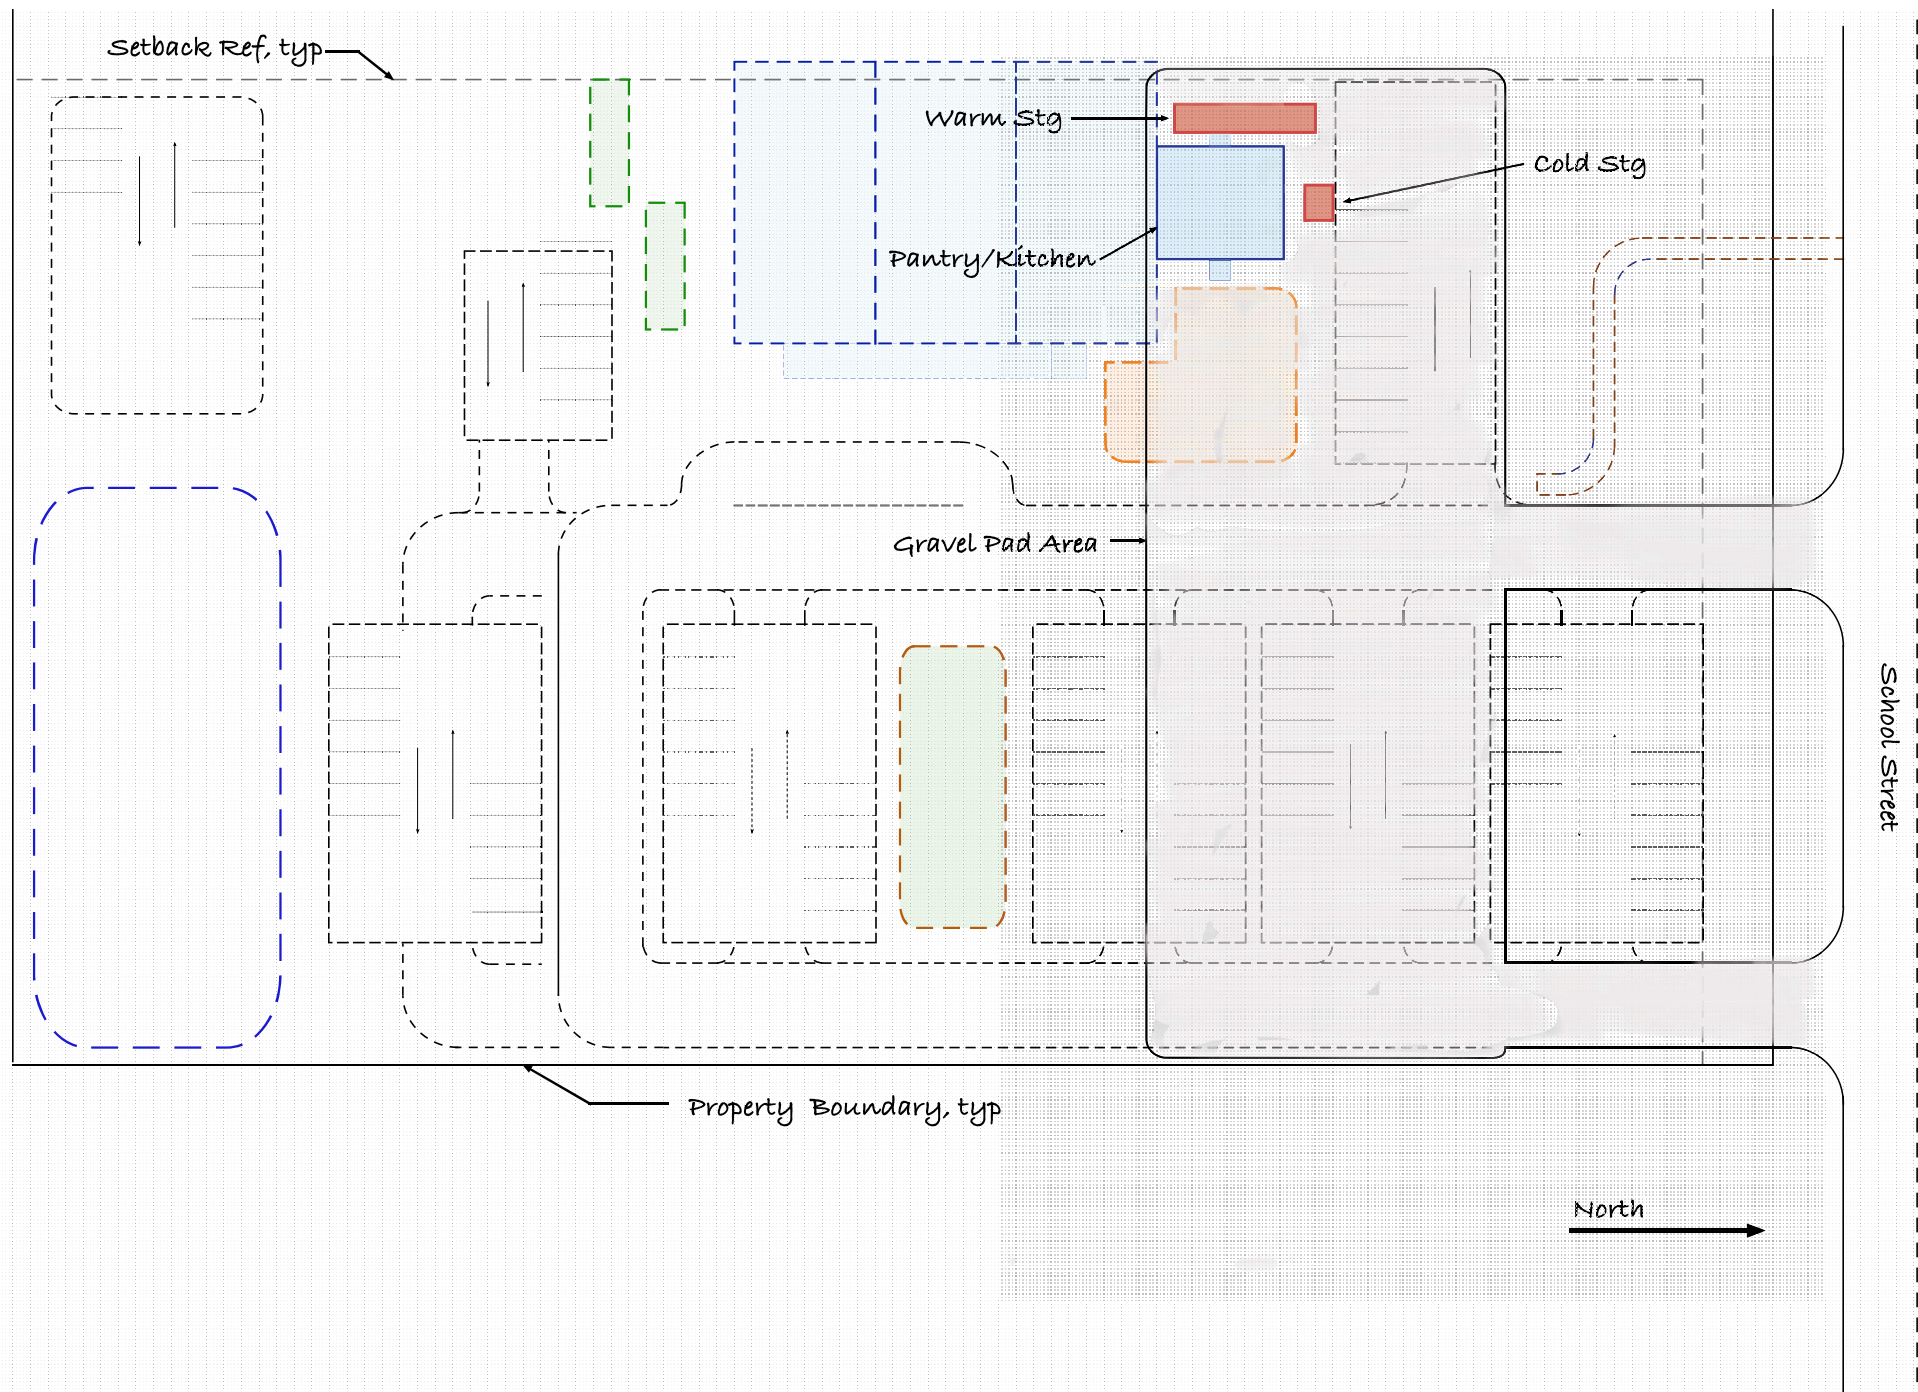 Setback Ref, typ
Warm Stg
Cold Stg
Pantry/Kitchen
Gravel Pad Area
School Street
Property Boundary, typ
North